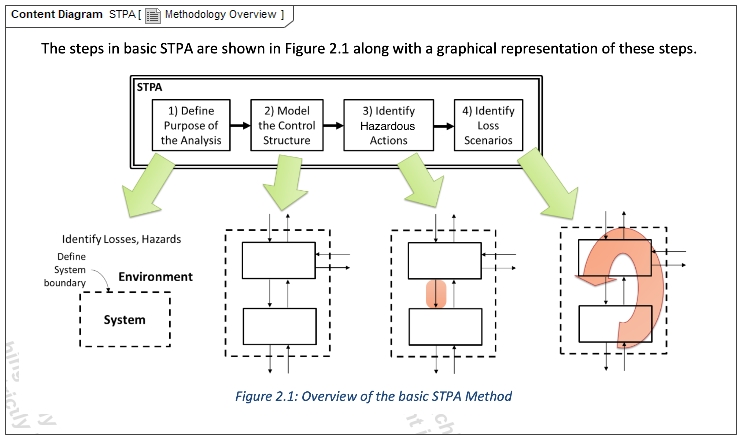 Content Diagram STPA [ Methodology Overview ]
The steps in basic STPA are shown in Figure 2.1 along with a graphical representation of these steps.
STPA
1) Define
Purpose of
the Analysis
2) Model
the Control
Structure
3) Identify
Hazardous
Actions
4) Identify
Loss
Scenarios
Identify Losses, Hazards
Define
System
boundary
Environment
System
Figure 2.1: Overview of the basic STPA Method